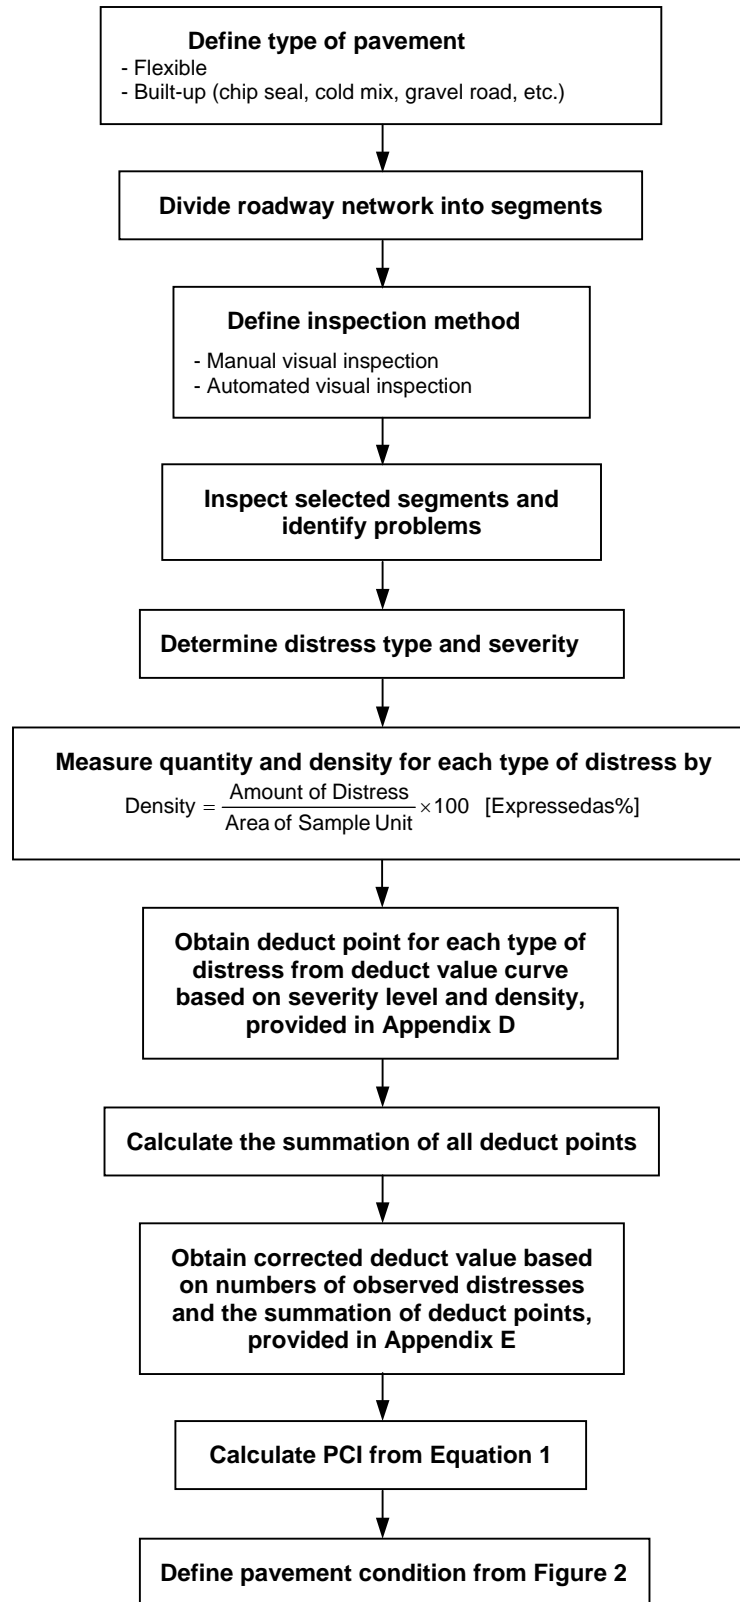 Define type of pavement
- Flexible
- Built-up (chip seal, cold mix, gravel road, etc.)
Divide roadway network into segments
Define inspection method
- Manual visual inspection
- Automated visual inspection
Inspect selected segments and
identify problems
Determine distress type and severity
Measure quantity and density for each type of distress by
Density = Amount of Distress / Area of Sample Unit ×100 [Expressedas%]
Obtain deduct point for each type of
distress from deduct value curve
based on severity level and density,
provided in Appendix D
Calculate the summation of all deduct points
Obtain corrected deduct value based
on numbers of observed distresses
and the summation of deduct points,
provided in Appendix E
Calculate PCI from Equation 1
Define pavement condition from Figure 2